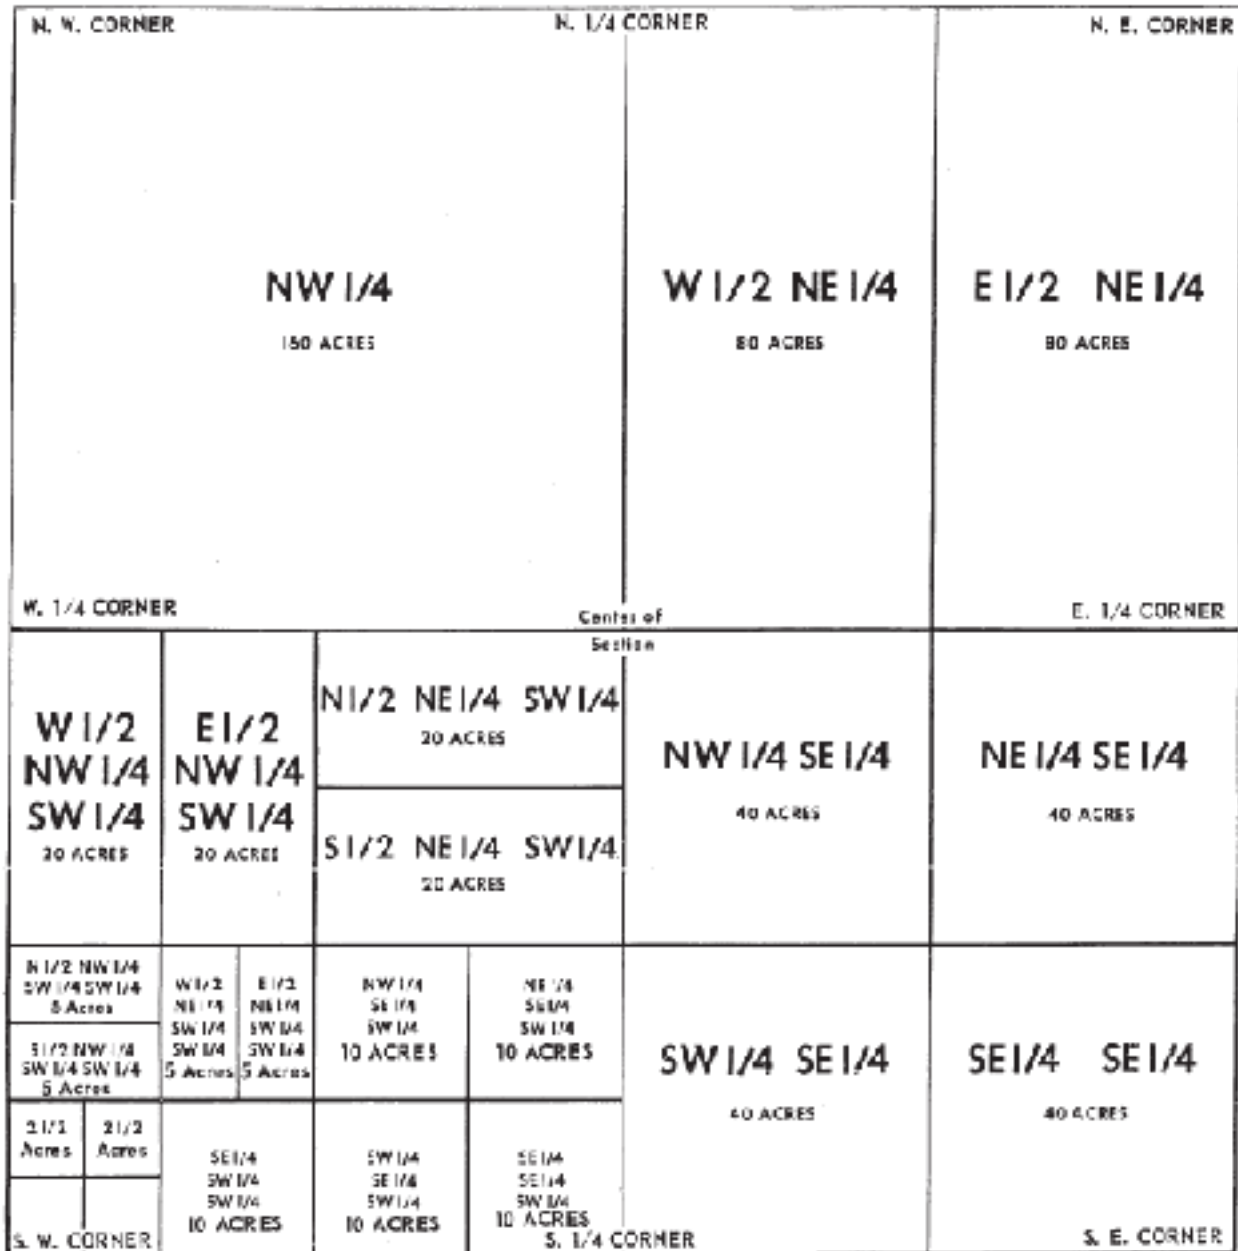 N. W. CORNER
N. 1/4 CORNER
N. E. CORNER
NW 1/4
160 ACRES
W 1/2 NE 1/4
80 ACRES
E 1/2 NE 1/4
80 ACRES
W. 1/4 CORNER
Center of
Section
E. 1/4 CORNER
W 1/2
NW 1/4
SW 1/4
20 ACRES
E 1/2
NW 1/4
SW 1/4
20 ACRES
N 1/2 NE 1/4 SW 1/4
20 ACRES
S 1/2 NE 1/4 SW 1/4
20 ACRES
NW 1/4 SE 1/4
40 ACRES
NE 1/4 SE 1/4
40 ACRES
N 1/2 NW 1/4
SW 1/4 SW 1/4
5 Acres
S 1/2 NW 1/4
SW 1/4 SW 1/4
5 Acres
W 1/2
NE 1/4
SW 1/4
SW 1/4
5 Acres
E 1/2
NE 1/4
SW 1/4
SW 1/4
5 Acres
NW 1/4
SE 1/4
SW 1/4
10 ACRES
NE 1/4
SE 1/4
SW 1/4
10 ACRES
SW 1/4 SE 1/4
40 ACRES
SE 1/4 SE 1/4
40 ACRES
2 1/2
Acres
2 1/2
Acres
SE 1/4
SW 1/4
SW 1/4
10 ACRES
SW 1/4
SE 1/4
SW 1/4
10 ACRES
SE 1/4
SE 1/4
SW 1/4
10 ACRES
S. W. CORNER
S. 1/4 CORNER
S. E. CORNER